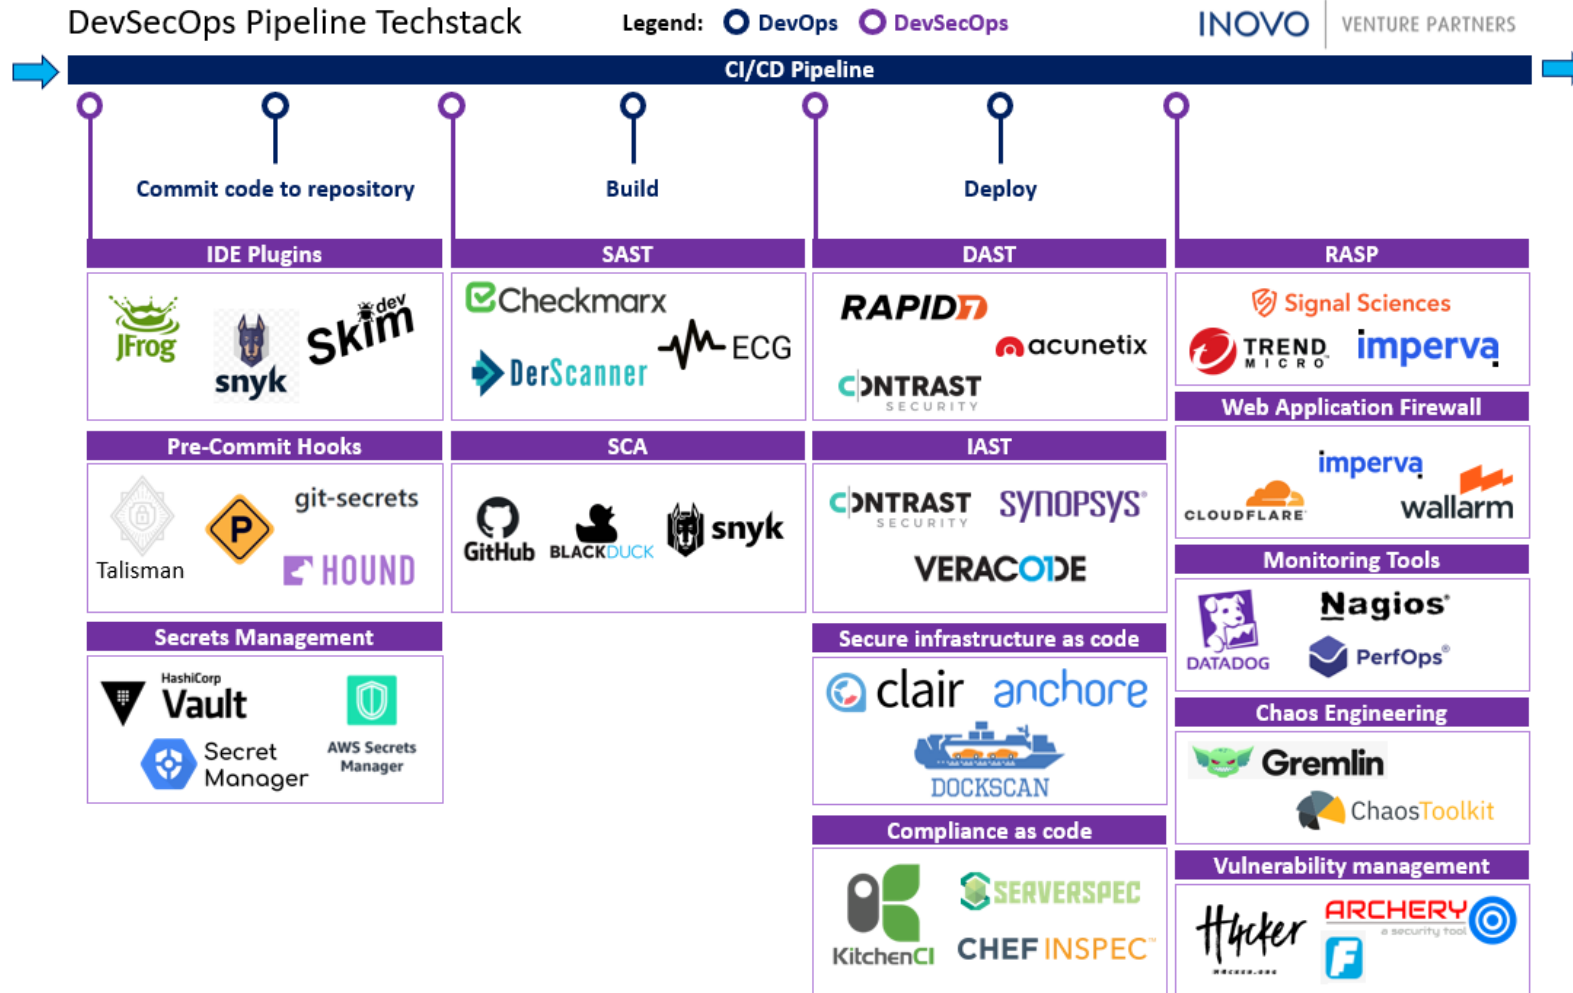 DevSecOps Pipeline Techstack
Legend: DevOps DevSecOps
INOVO VENTURE PARTNERS
CI/CD Pipeline
Commit code to repository
Build
Deploy
IDE Plugins
JFrog
snyk
dev
Skim
Pre-Commit Hooks
Talisman
P
git-secrets
HOUND
Secrets Management
HashiCorp
Vault
AWS Secrets
Manager
Secret
Manager
SAST
Checkmarx
ECG
DerScanner
SCA
GitHub
BLACKDUCK
snyk
DAST
RAPID7
acunetix
CONTRAST
SECURITY
IAST
CONTRAST
SECURITY
SYNOPSYS®
VERACODE
Secure infrastructure as code
clair
anchore
DOCKSCAN
Compliance as code
KitchenCI
SERVERSPEC
CHEF INSPEC™
RASP
Signal Sciences
TREND
MICRO
imperva
Web Application Firewall
imperva
CLOUDFLARE
wallarm
Monitoring Tools
DATADOG
Nagios®
PerfOps®
Chaos Engineering
Gremlin
ChaosToolkit
Vulnerability management
H4cker
ARCHERY
a security tool
F